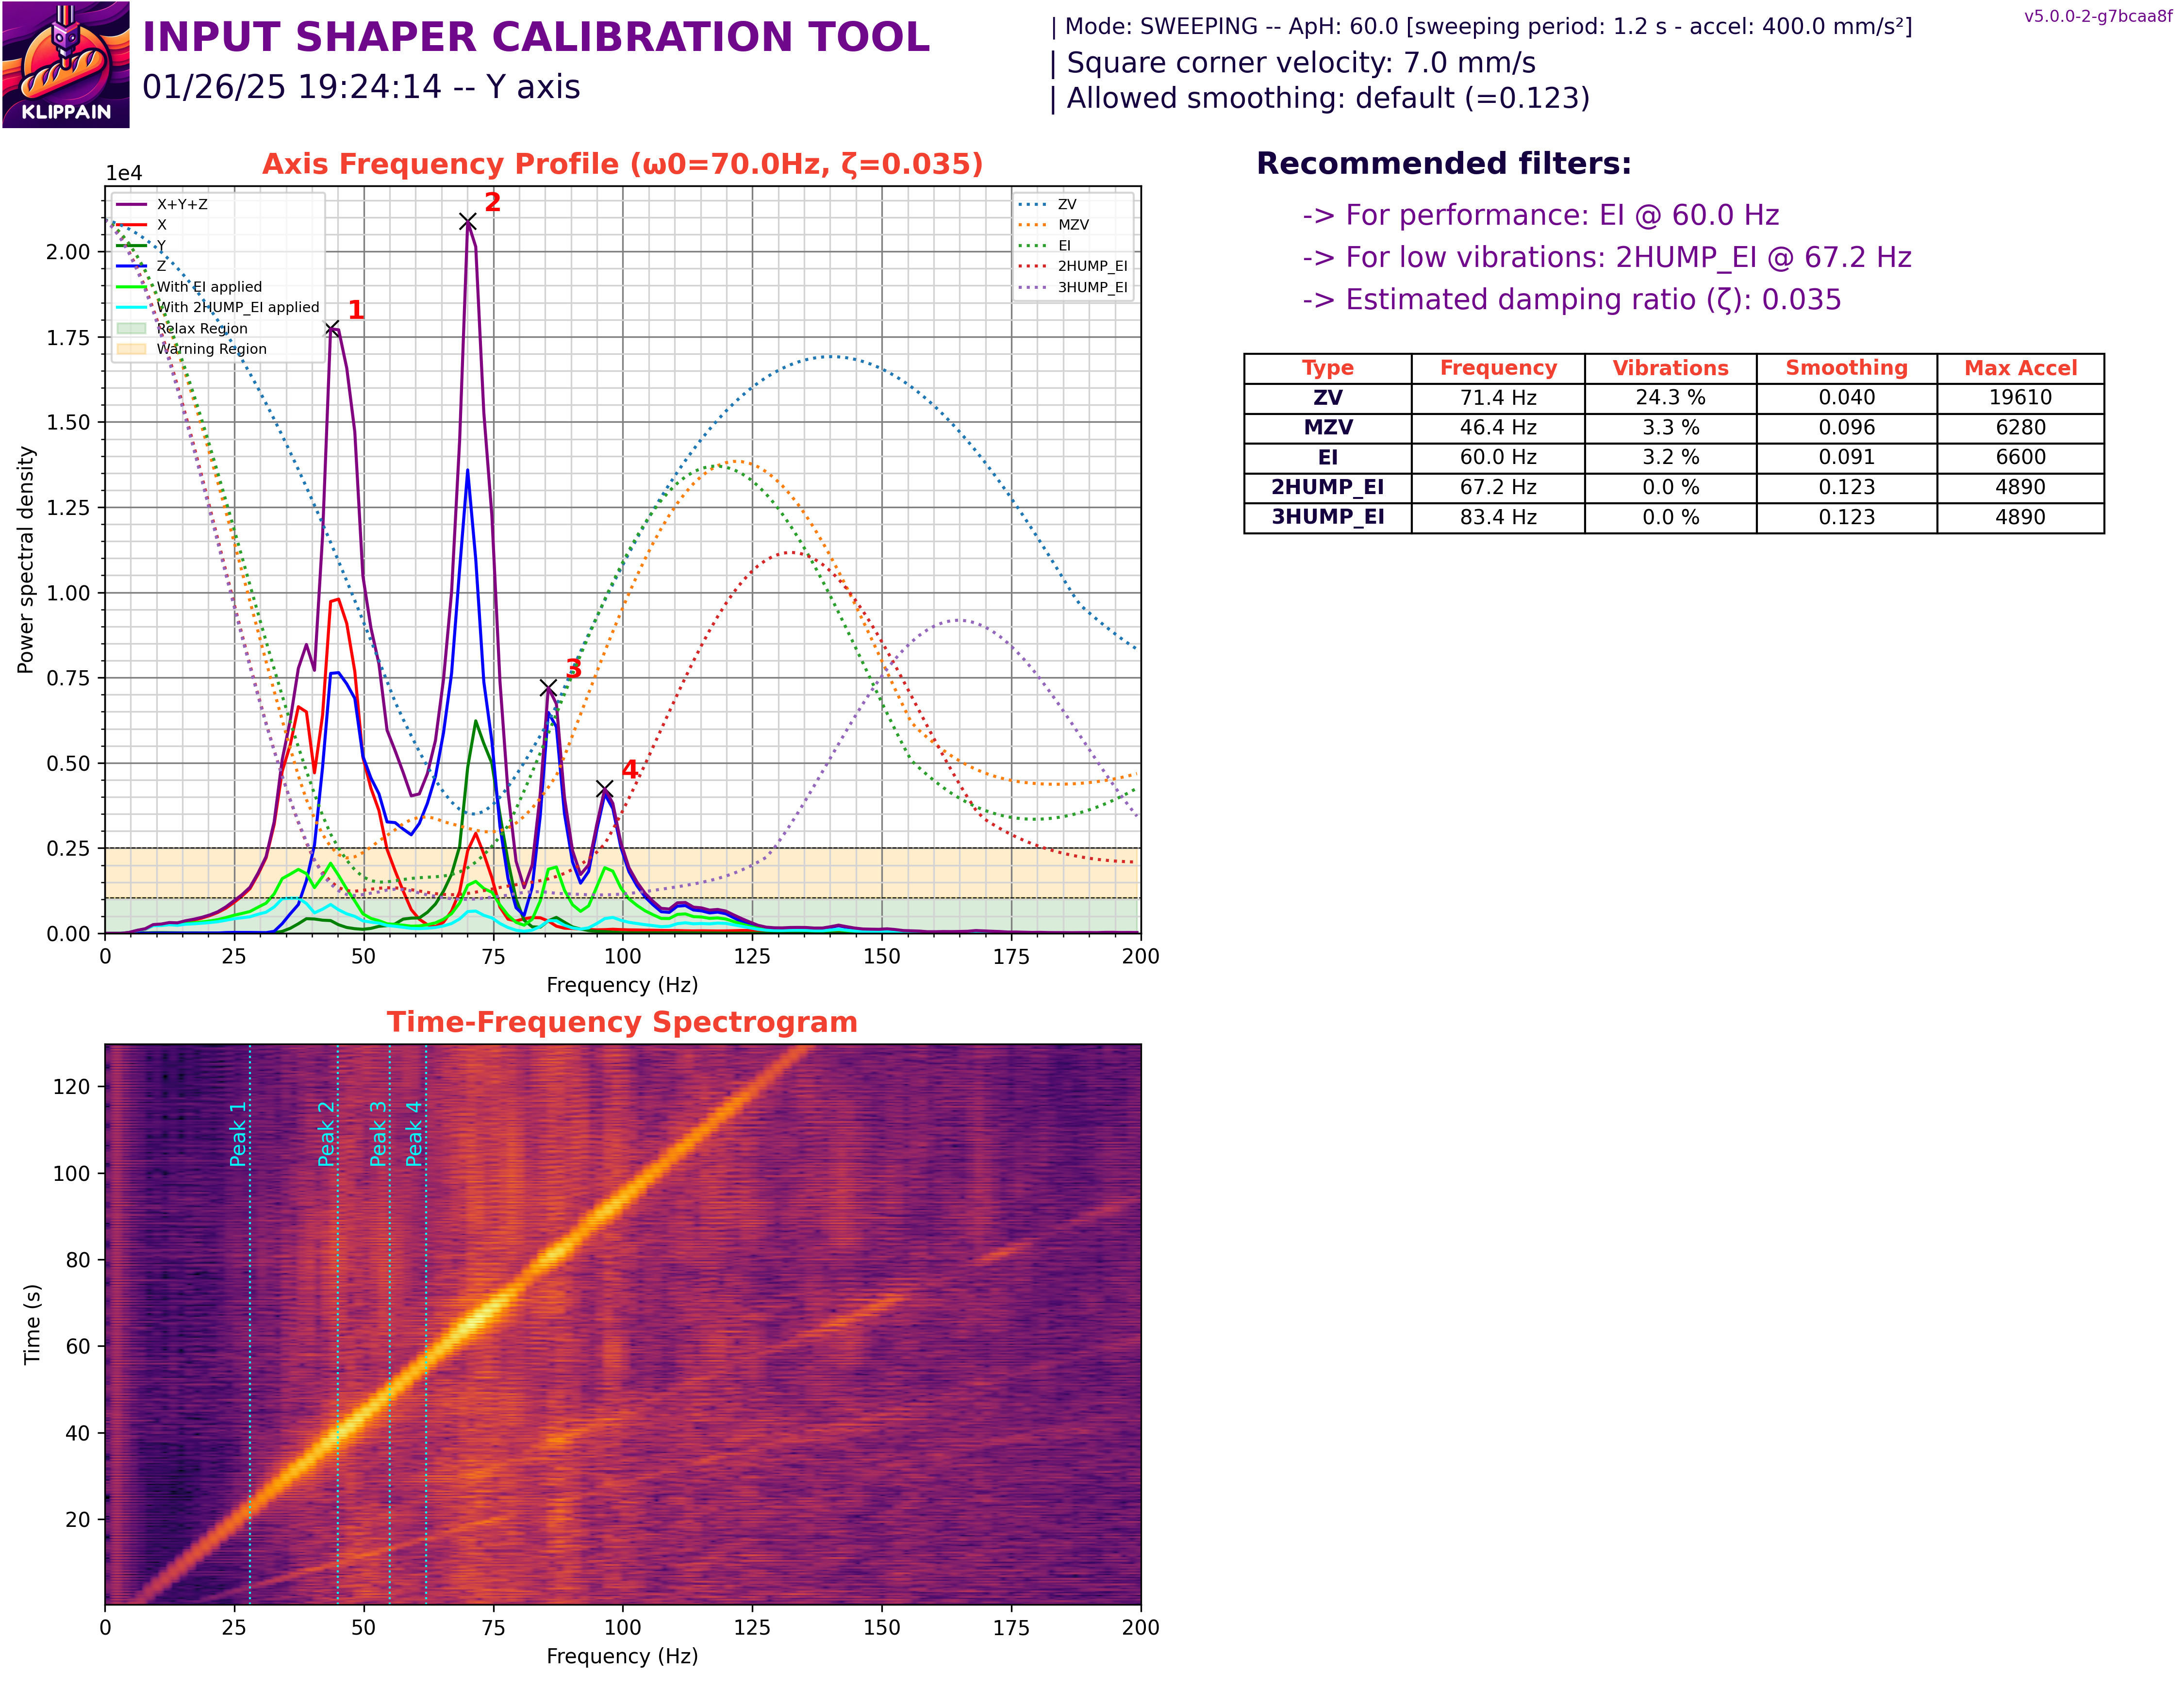 KLIPPAIN
INPUT SHAPER CALIBRATION TOOL
01/26/25 19:24:14 -- Y axis
| Mode: SWEEPING -- ApH: 60.0 [sweeping period: 1.2 s - accel: 400.0 mm/s²]
| Square corner velocity: 7.0 mm/s
| Allowed smoothing: default (=0.123)
v5.0.0-2-g7bcaa8f
Axis Frequency Profile (ω0=70.0Hz, ζ=0.035)
1e4
X+Y+Z
X
Y
Z
With EI applied
With 2HUMP_EI applied
Relax Region
Warning Region
ZV
MZV
EI
2HUMP_EI
3HUMP_EI
1
2
3
4
Power spectral density
2.00
1.75
1.50
1.25
1.00
0.75
0.50
0.25
0.00
0 25 50 75 100 125 150 175 200
Frequency (Hz)
Recommended filters:
-> For performance: EI @ 60.0 Hz
-> For low vibrations: 2HUMP_EI @ 67.2 Hz
-> Estimated damping ratio (ζ): 0.035
Type Frequency Vibrations Smoothing Max Accel
ZV 71.4 Hz 24.3 % 0.040 19610
MZV 46.4 Hz 3.3 % 0.096 6280
EI 60.0 Hz 3.2 % 0.091 6600
2HUMP_EI 67.2 Hz 0.0 % 0.123 4890
3HUMP_EI 83.4 Hz 0.0 % 0.123 4890
Time-Frequency Spectrogram
Peak 1
Peak 2
Peak 3
Peak 4
Time (s)
120
100
80
60
40
20
0 25 50 75 100 125 150 175 200
Frequency (Hz)